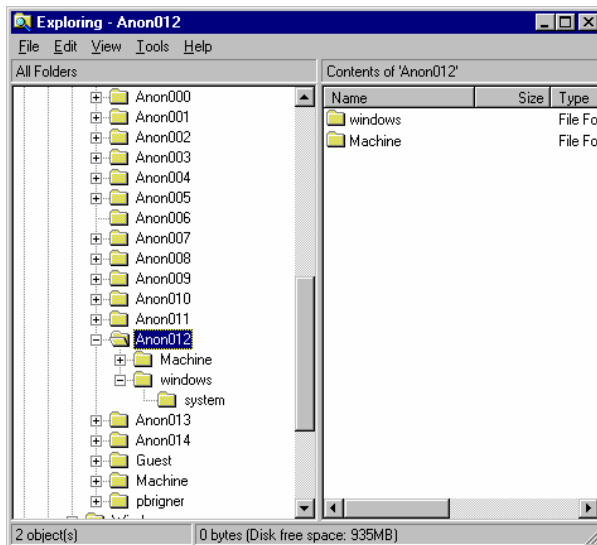 Exploring - Anon012
File Edit View Tools Help
All Folders
Contents of 'Anon012'
Anon000
Anon001
Anon002
Anon003
Anon004
Anon005
Anon006
Anon007
Anon008
Anon009
Anon010
Anon011
Anon012
Machine
windows
system
Anon013
Anon014
Guest
Machine
pbrigner
Name Size Type
windows File Fo
Machine File Fo
2 object(s) 0 bytes (Disk free space: 935MB)